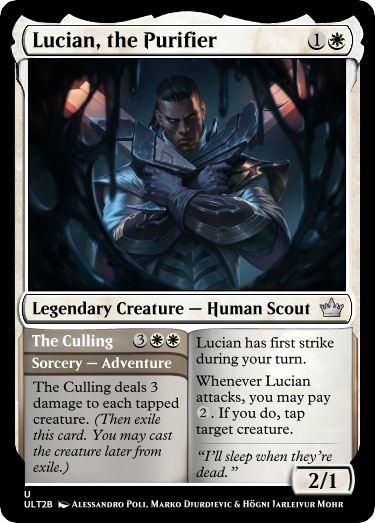 Lucian, the Purifier 1
Legendary Creature — Human Scout
The Culling 3
Sorcery — Adventure
The Culling deals 3
damage to each tapped
creature. (Then exile
this card. You may cast
the creature later from
exile.)
Lucian has first strike
during your turn.
Whenever Lucian
attacks, you may pay
2. If you do, tap
target creature.
“I’ll sleep when they’re
dead.”
2/1
U
ULT2B Alessandro Poli, Marko Djurdjevic & Högni Jarleivur Mohr